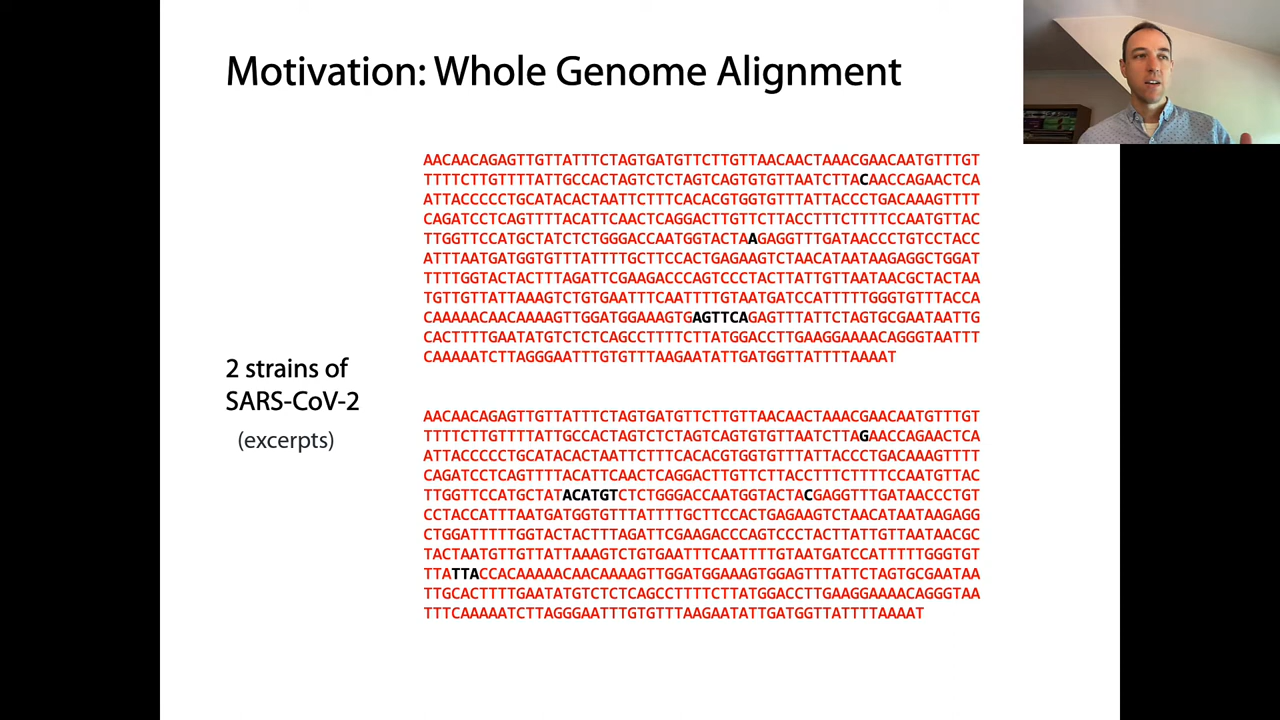 Motivation: Whole Genome Alignment
AACAACAGAGTTGTTATTTCTAGTGATGTTCTTGTTAACAACTAAACGAACAATGTTTGT
TTTTCTTGTTTTATTGCCACTAGTCTCTAGTCAGTGTGTTAATCTTACAACCAGAACTCA
ATTACCCCCTGCATACACTAATTCTTTCACACGTGGTGTTTATTACCCTGACAAAGTTTT
CAGATCCTCAGTTTTACATTCAACTCAGGACTTGTTCTTACCTTTCTTTTCCAATGTTAC
TTGGTTCCATGCTATCTCTGGGACCAATGGTACTAAAGAGGTTTGATAACCCTGTCCTACC
ATTTAATGATGGTGTTTATTTTGCTTCCACTGAGAAGTCTAACATAATAAGAGGCTGGAT
TTTTGGTACTACTTTAGATTCGAAGACCCAGTCCCTACTTATTGTTAATAACGCTACTAA
TGTTGTTATTAAAGTCTGTGAATTTCAATTTTGTAATGATCCATTTTTGGGTGTTTACCA
CAAAAACAACAAAAGTTGGATGGAAAGTGAGTTCAGAGTTTATTCTAGTGCGAATAATTG
CACTTTTGAATATGTCTCTCAGCCTTTTCTTATGGACCTTGAAGGAAAACAGGGTAATTT
CAAAAATCTTAGGGAATTTGTGTTTAAGAATATTGATGGTTATTTTAAAAT
2 strains of
SARS-CoV-2
(excerpts)
AACAACAGAGTTGTTATTTCTAGTGATGTTCTTGTTAACAACTAAACGAACAATGTTTGT
TTTTCTTGTTTTATTGCCACTAGTCTCTAGTCAGTGTGTTAATCTTAGAACCAGAACTCA
ATTACCCCCTGCATACACTAATTCTTTCACACGTGGTGTTTATTACCCTGACAAAGTTTT
CAGATCCTCAGTTTTACATTCAACTCAGGACTTGTTCTTACCTTTCTTTTCCAATGTTAC
TTGGTTCCATGCTATACATGTCTCTGGGACCAATGGTACTACGAGGTTTGATAACCCTGT
CCTACCATTTAATGATGGTGTTTATTTTGCTTCCACTGAGAAGTCTAACATAATAAGAGG
CTGGATTTTTGGTACTACTTTAGATTCGAAGACCCAGTCCCTACTTATTGTTAATAACGC
TACTAATGTTGTTATTAAAGTCTGTGAATTTCAATTTTGTAATGATCCATTTTTGGGTGT
TTATTACCACAAAAACAACAAAAGTTGGATGGAAAGTGGAGTTTATTCTAGTGCGAATAA
TTGCACTTTTGAATATGTCTCTCAGCCTTTTCTTATGGACCTTGAAGGAAAACAGGGTAA
TTTCAAAAATCTTAGGGAATTTGTGTTTAAGAATATTGATGGTTATTTTAAAAT